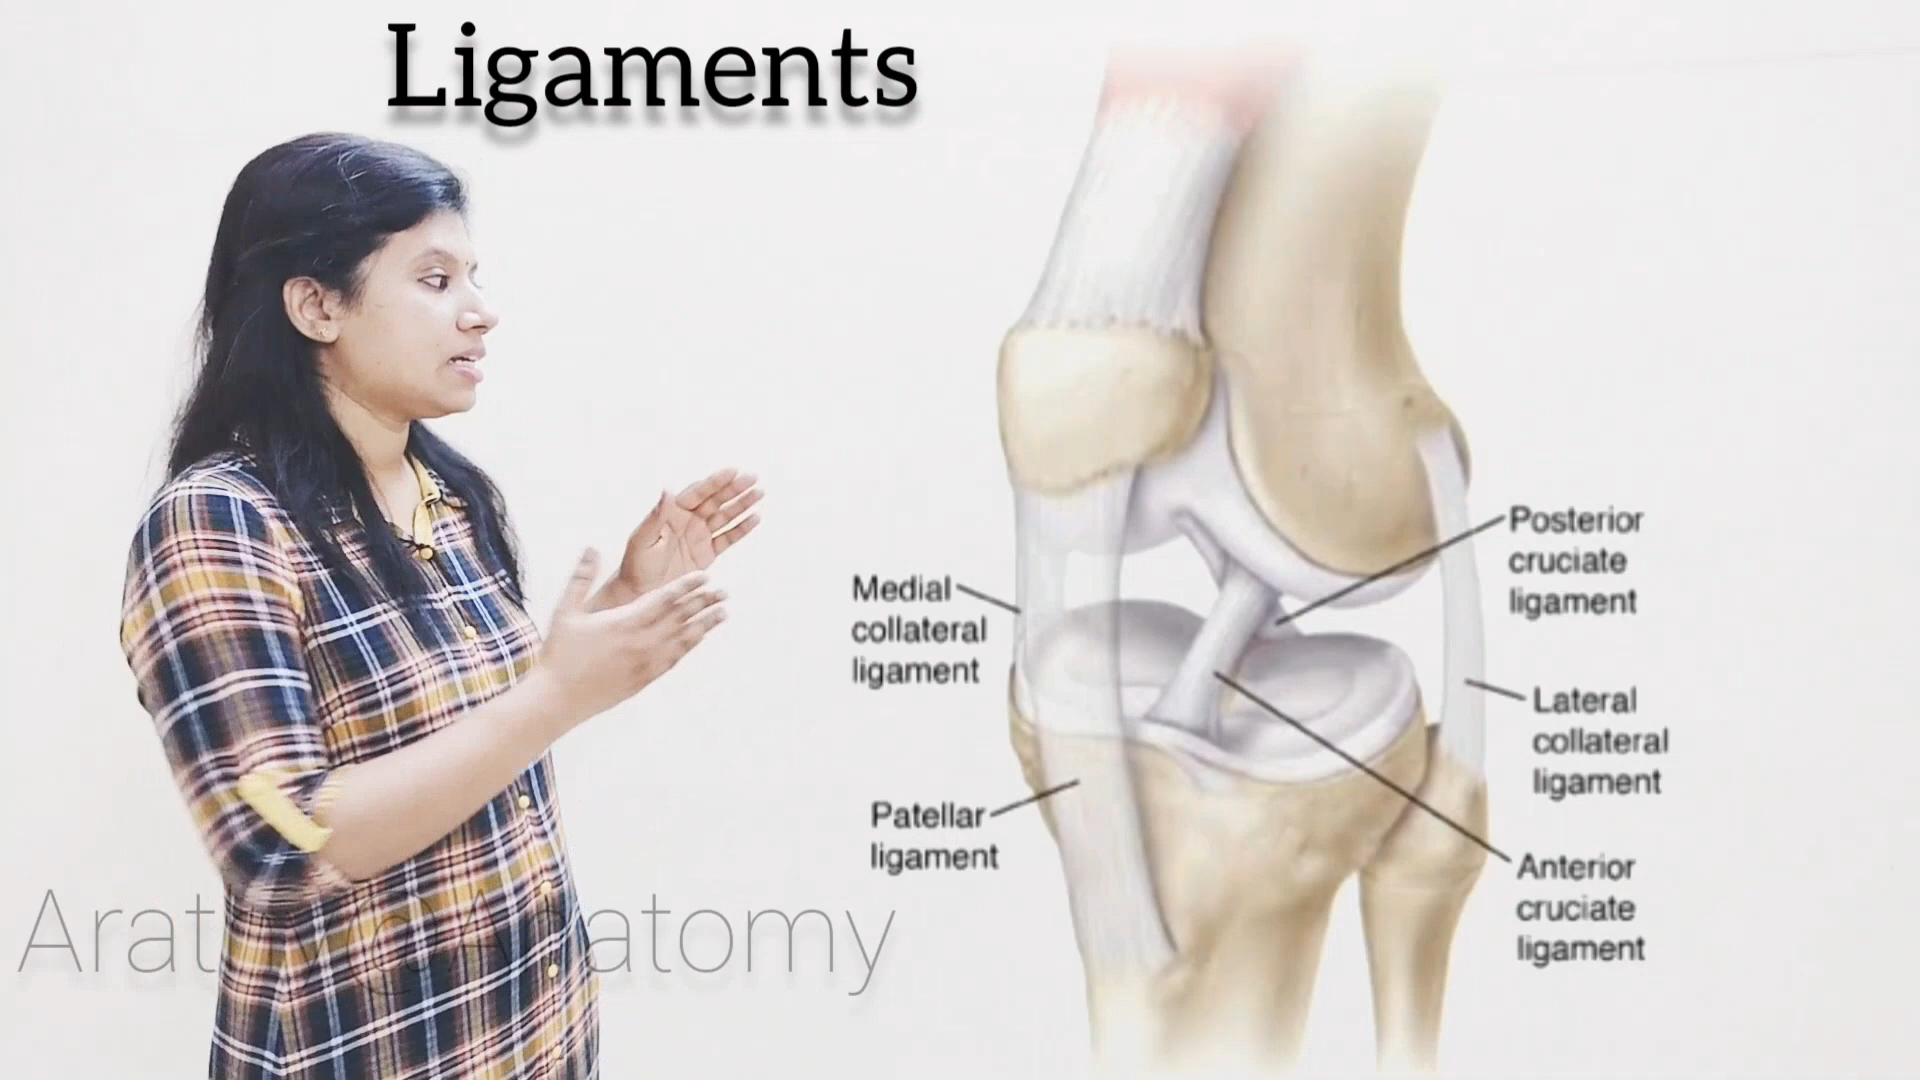 Ligaments
Posterior
cruciate
ligament
Medial
collateral
ligament
Lateral
collateral
ligament
Patellar
ligament
Anterior
cruciate
ligament